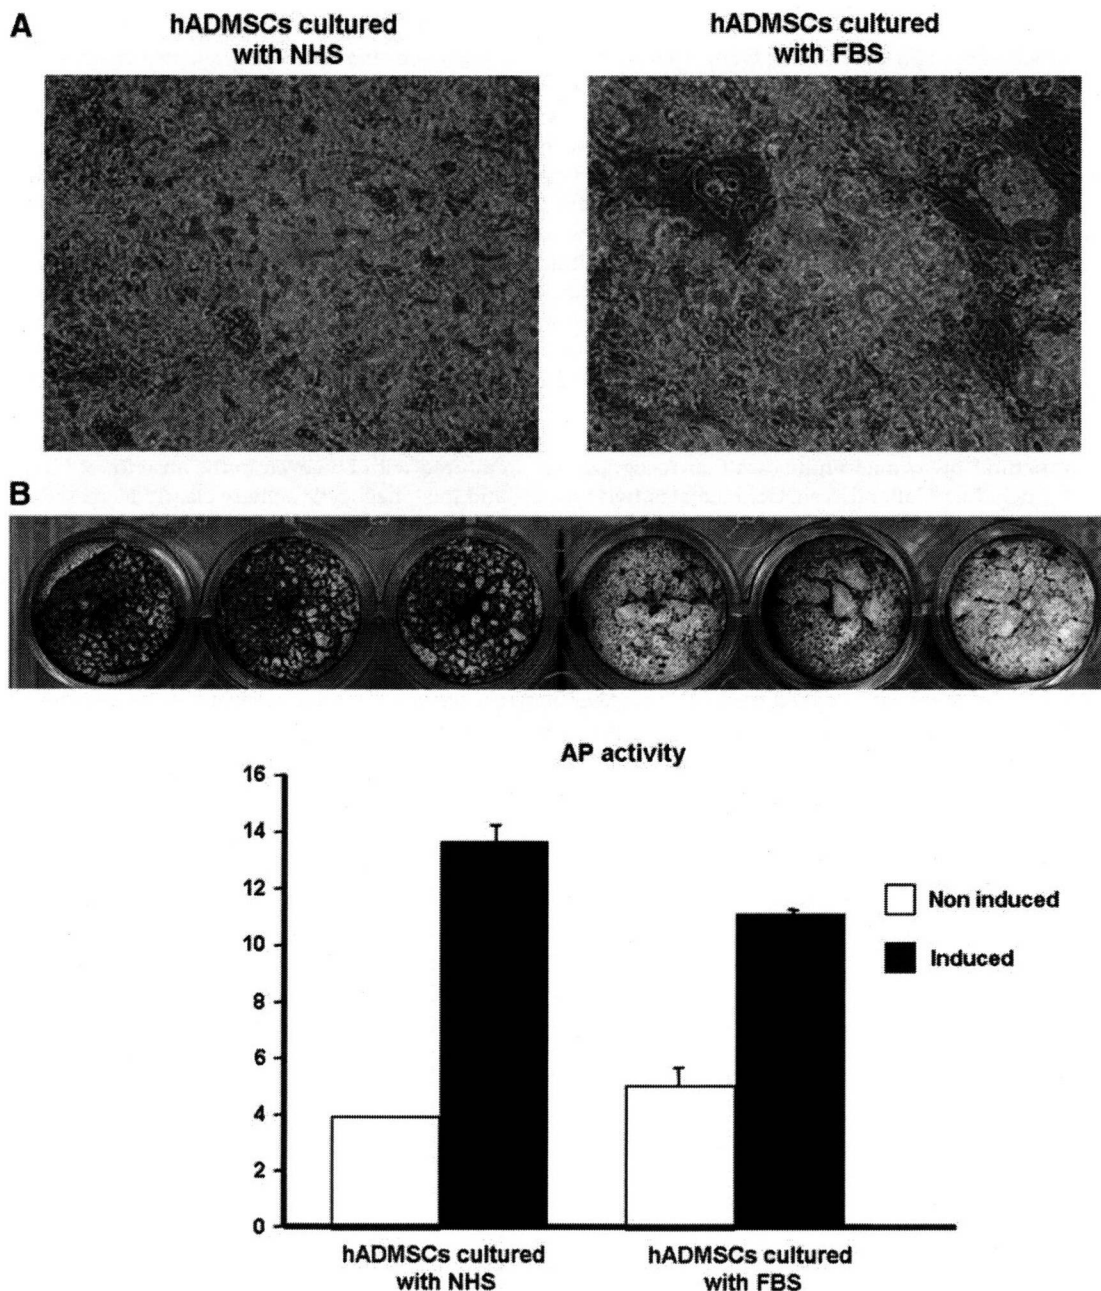 A
hADMSCs cultured
with NHS
hADMSCs cultured
with FBS
B
AP activity
16
14
12
10
8
6
4
2
0
Non induced
Induced
hADMSCs cultured
with NHS
hADMSCs cultured
with FBS